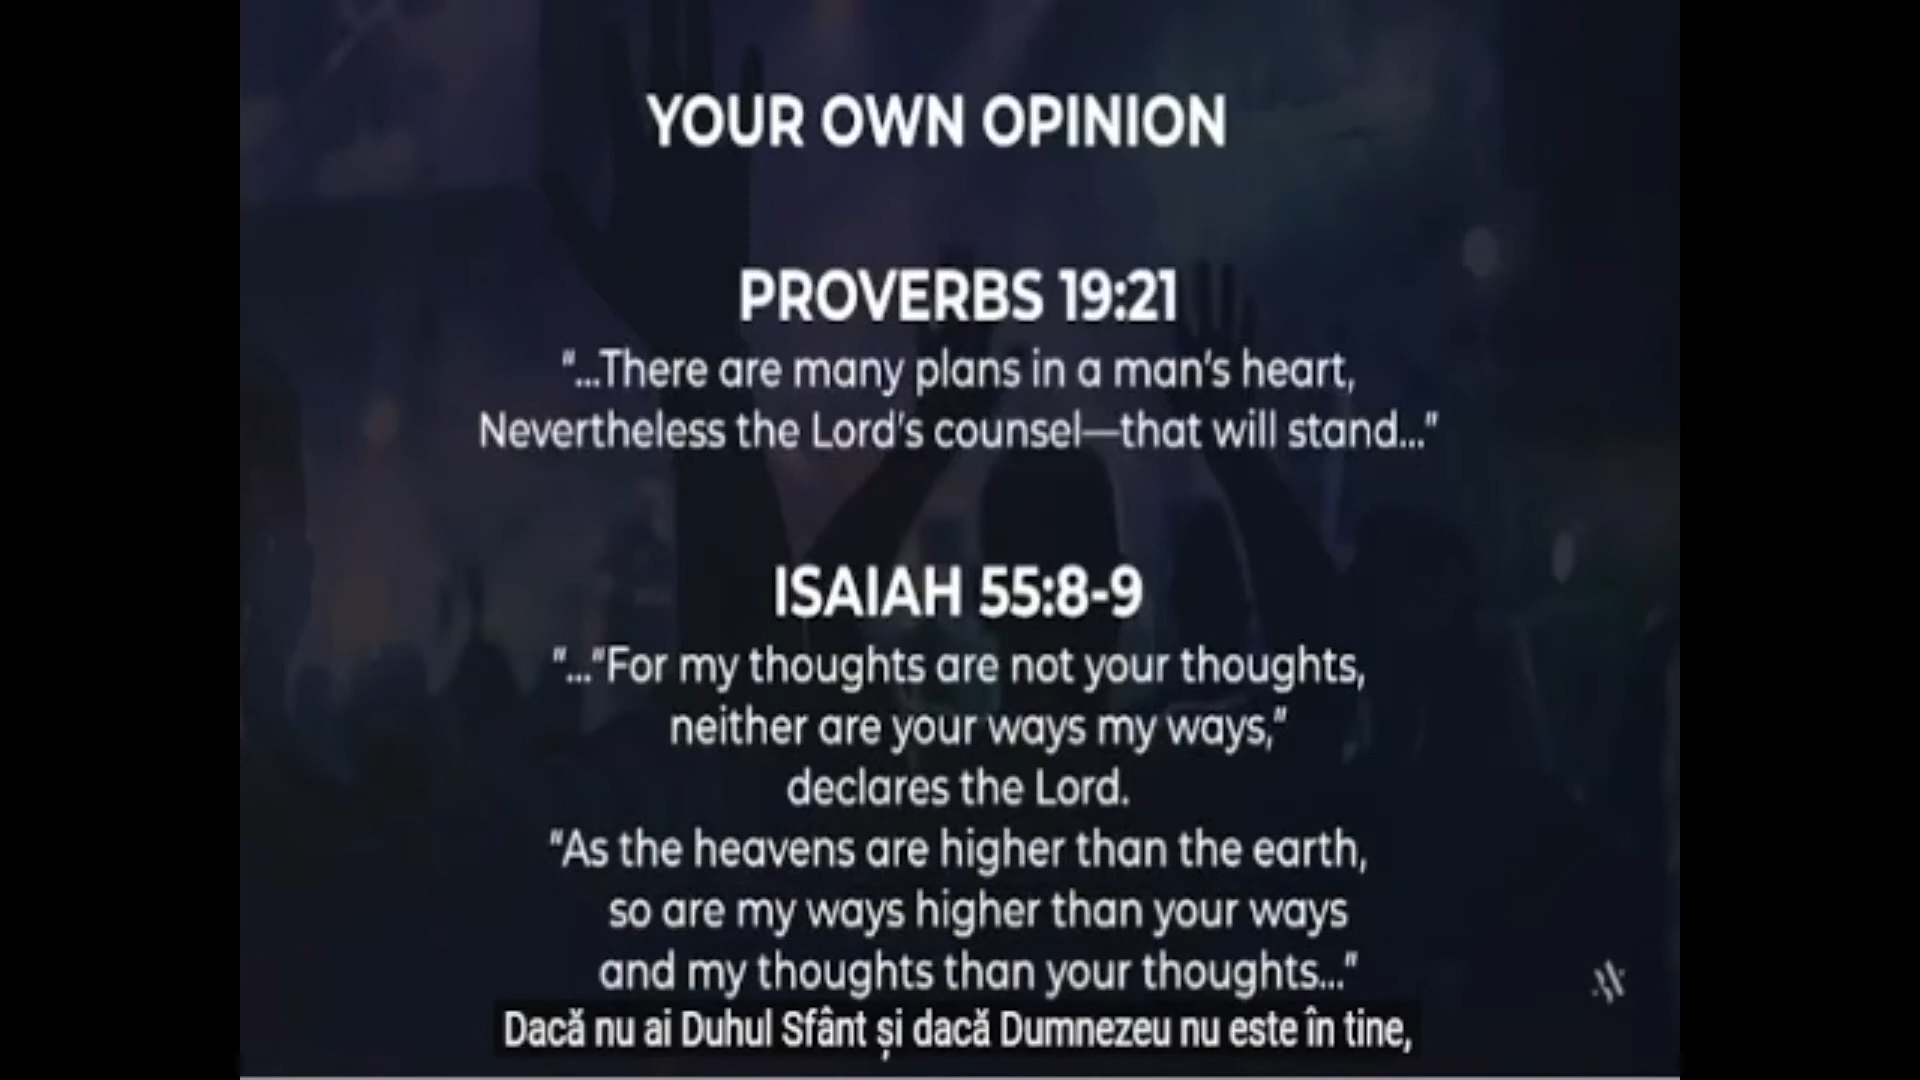 YOUR OWN OPINION
PROVERBS 19:21
"...There are many plans in a man's heart,
Nevertheless the Lord's counsel—that will stand..."
ISAIAH 55:8-9
"..."For my thoughts are not your thoughts,
neither are your ways my ways,"
declares the Lord.
"As the heavens are higher than the earth,
so are my ways higher than your ways
and my thoughts than your thoughts..."
Dacă nu ai Duhul Sfânt și dacă Dumnezeu nu este în tine,